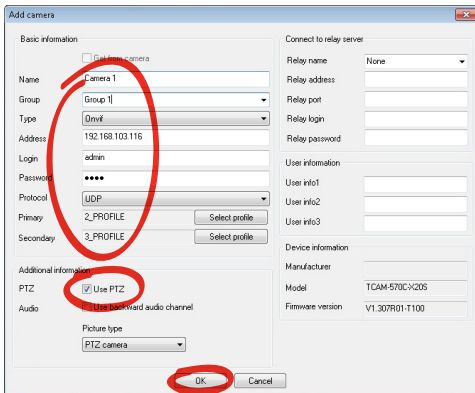 Add camera
Basic information
Get from camera
Name Camera 1
Group Group 1
Type Onvif
Address 192.168.103.116
Login admin
Password ••••
Protocol UDP
Primary 2_PROFILE Select profile
Secondary 3_PROFILE Select profile
Additional information
PTZ Use PTZ
Audio Use backward audio channel
Picture type
PTZ camera
Connect to relay server
Relay name None
Relay address
Relay port
Relay login
Relay password
User information
User info1
User info2
User info3
Device information
Manufacturer
Model TCAM-570C-X20S
Firmware version V1.307R01-T100
OK Cancel